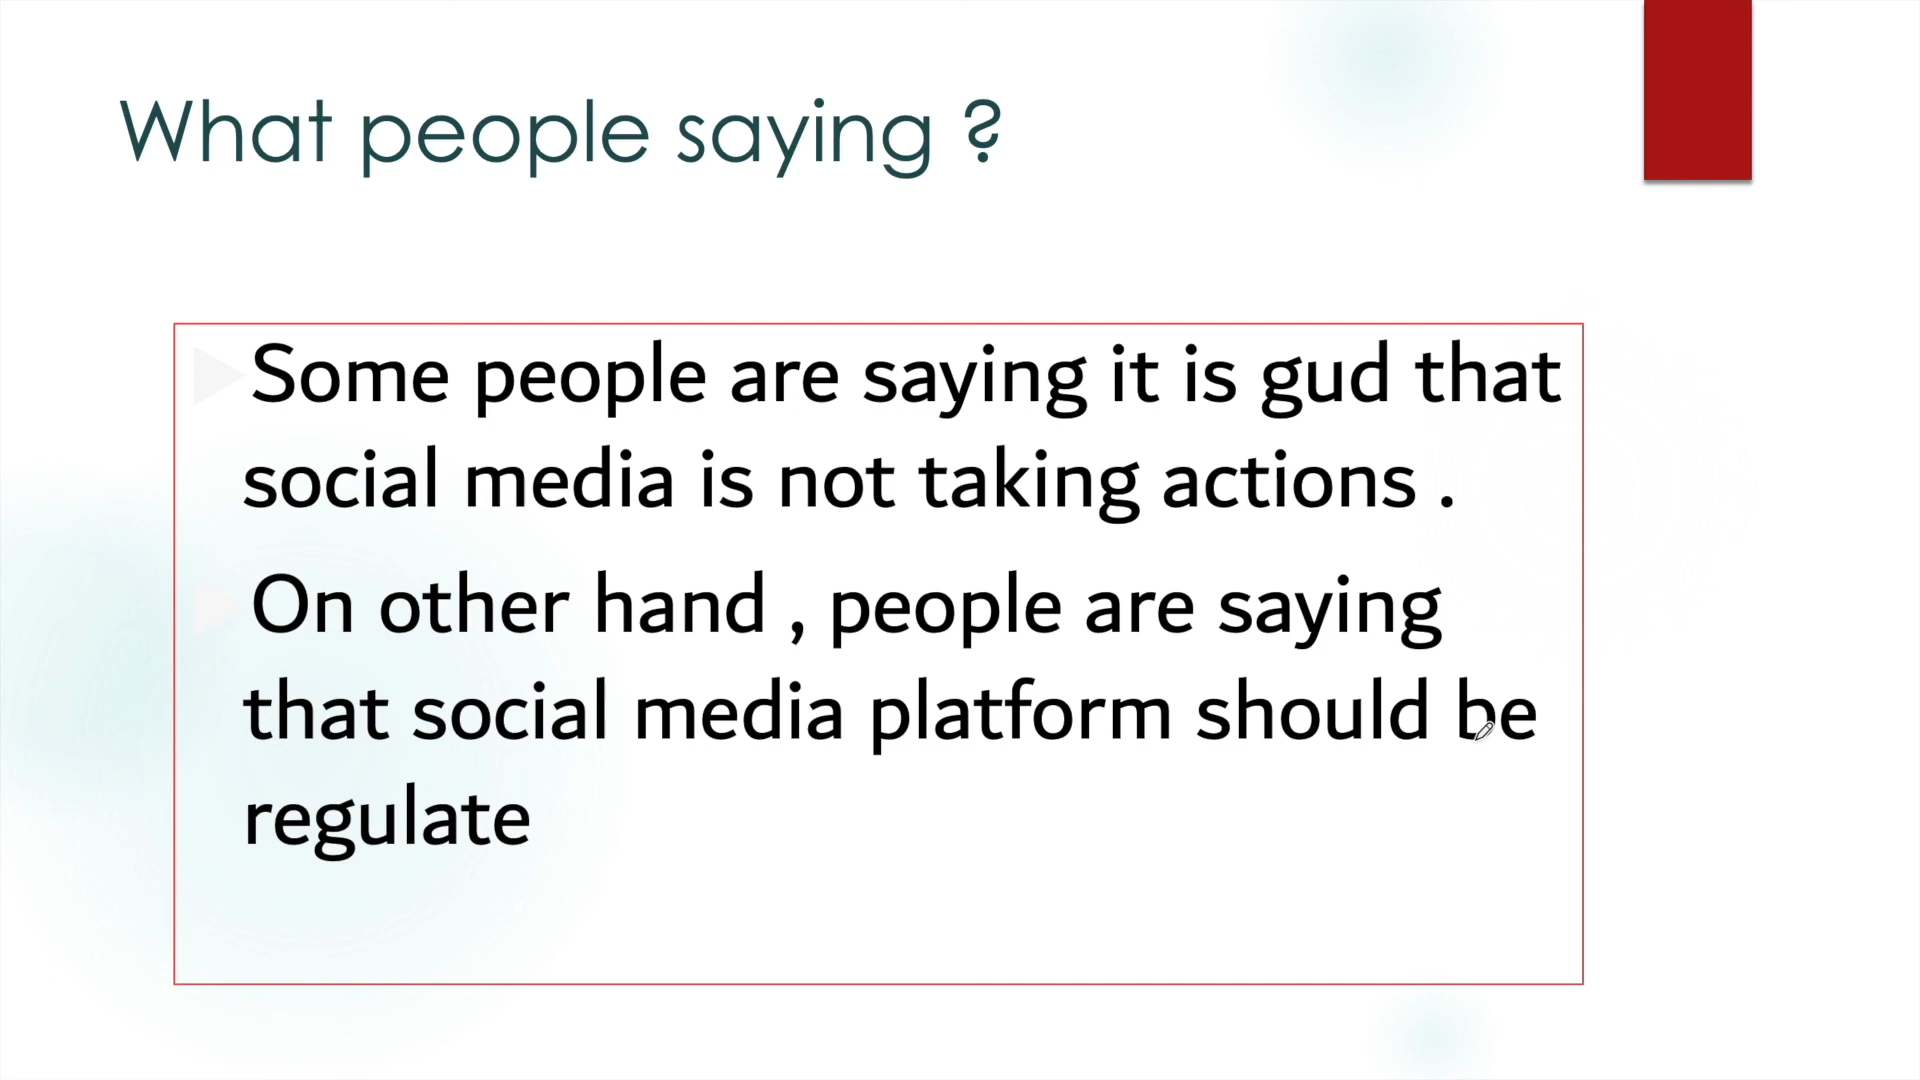 What people saying ?
Some people are saying it is gud that
social media is not taking actions .
On other hand , people are saying
that social media platform should be
regulate